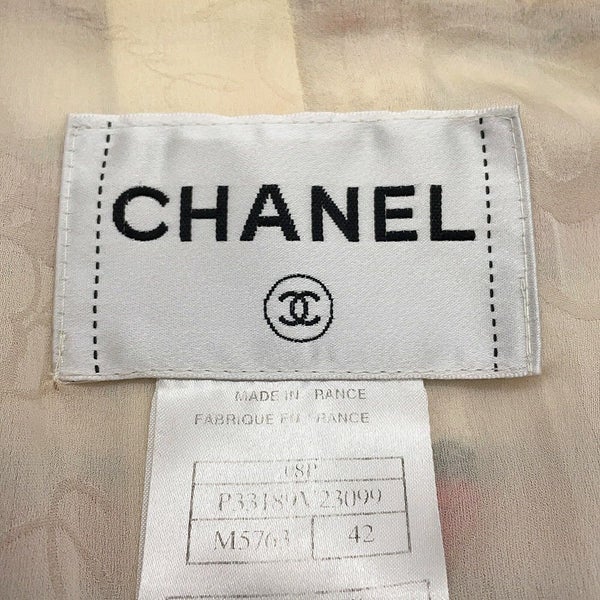 CHANEL
MADE IN FRANCE
FABRIQUE EN FRANCE
08P
P33189V23099
M5763 42